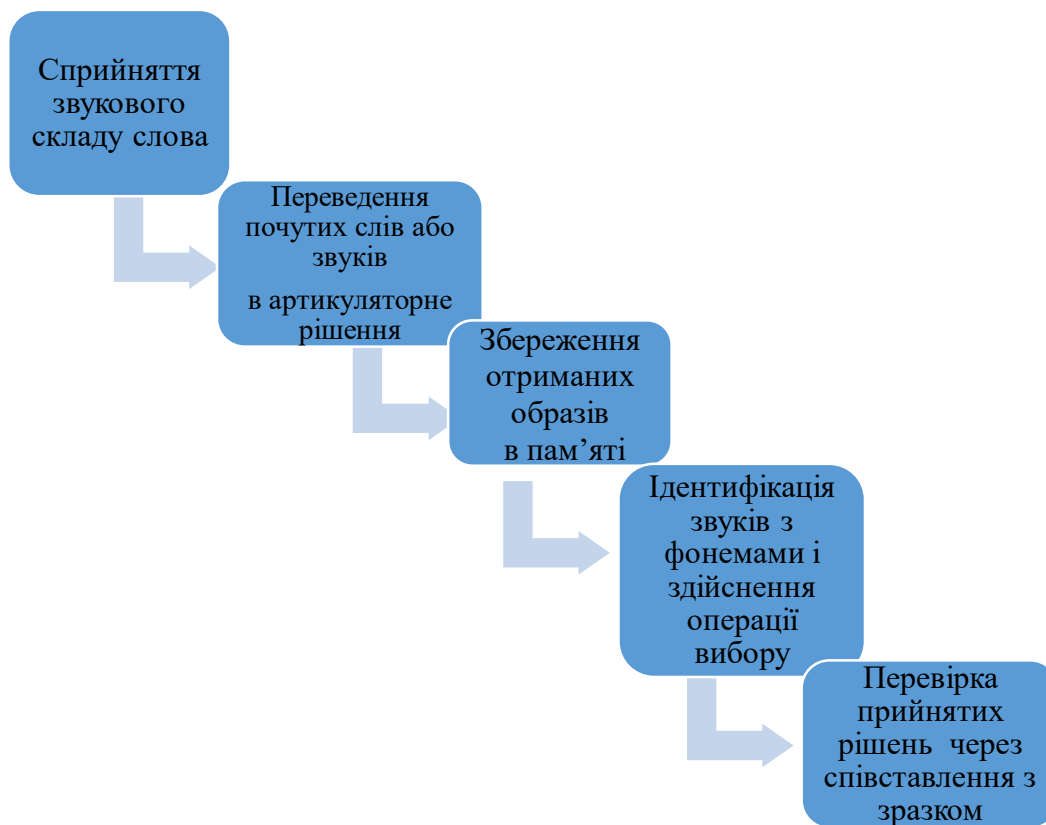 Сприйняття
звукового
складу слова
Переведення
почутих слів або
звуків
в артикуляторне
рішення
Збереження
отриманих
образів
в пам’яті
Ідентифікація
звуків з
фонемами і
здійснення
операції
вибору
Перевірка
прийнятих
рішень через
співставлення з
зразком